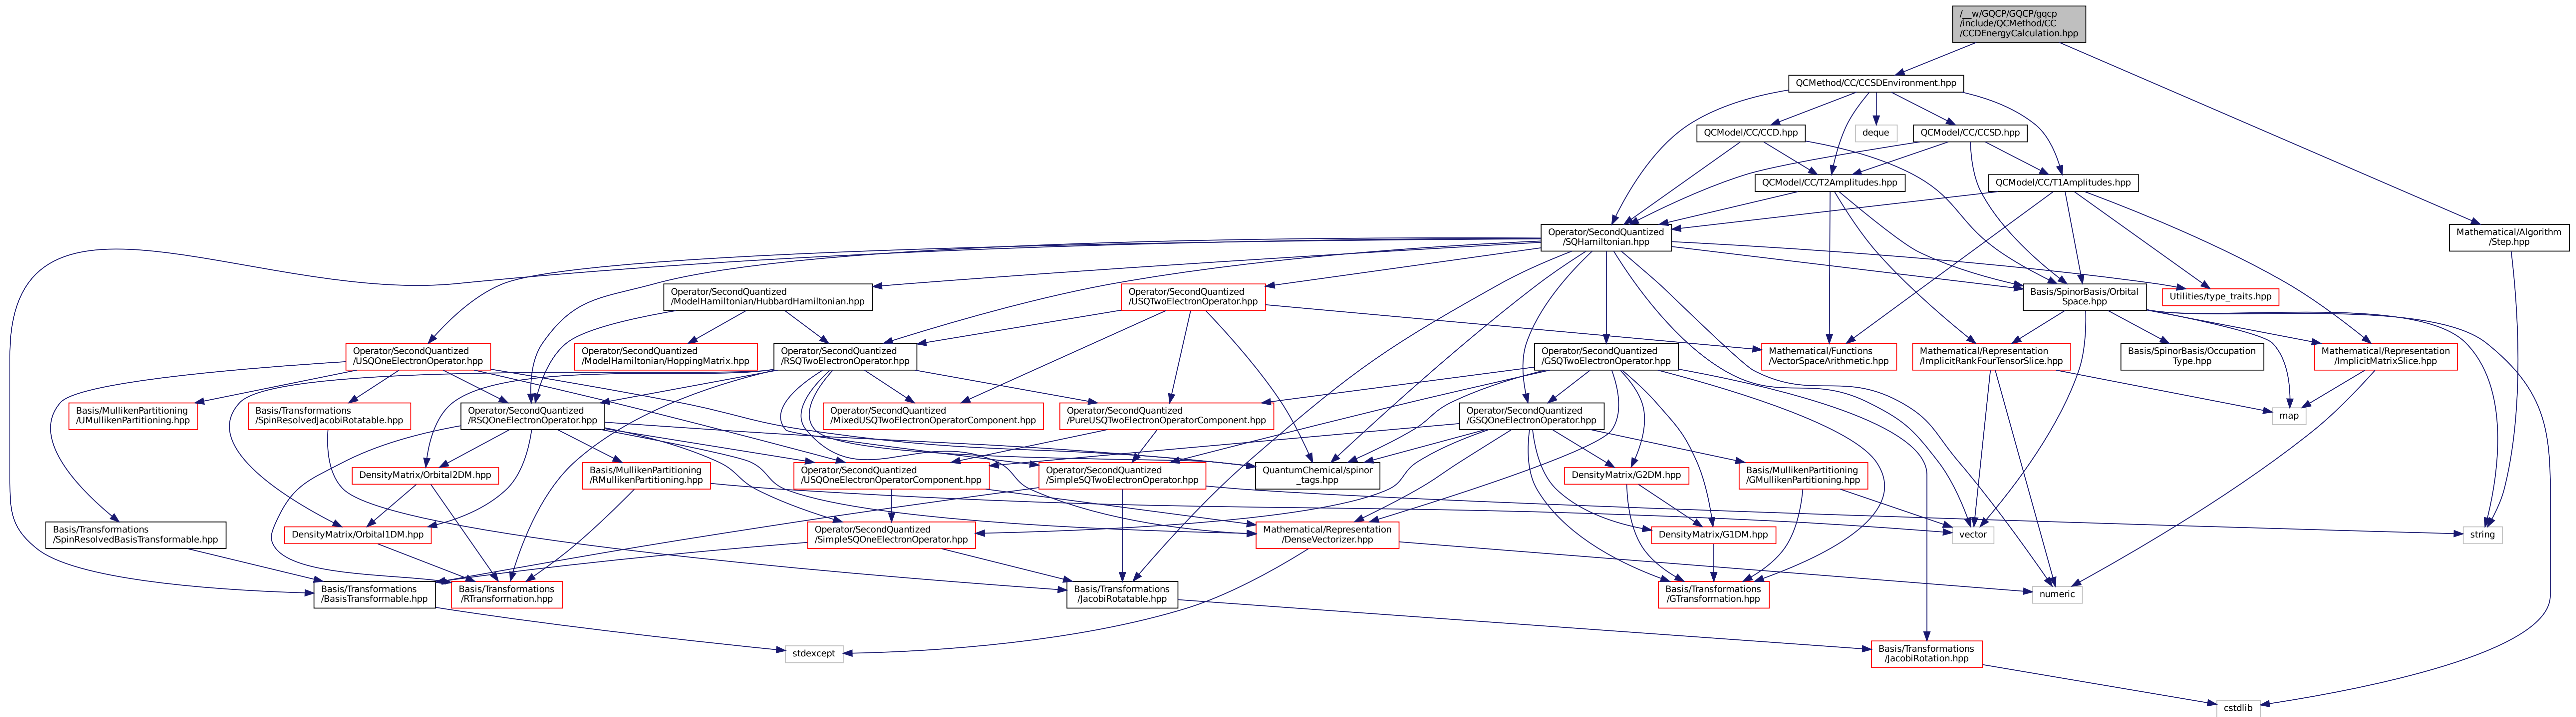 /__w/GQCP/GQCP/gqcp
/include/QCMethod/CC
/CCDEnergyCalculation.hpp
QCMethod/CC/CCSDEnvironment.hpp
QCModel/CC/CCD.hpp
deque
QCModel/CC/CCSD.hpp
QCModel/CC/T2Amplitudes.hpp
QCModel/CC/T1Amplitudes.hpp
Operator/SecondQuantized
/SQHamiltonian.hpp
Mathematical/Algorithm
/Step.hpp
Operator/SecondQuantized
/ModelHamiltonian/HubbardHamiltonian.hpp
Operator/SecondQuantized
/USQTwoElectronOperator.hpp
Basis/SpinorBasis/Orbital
Space.hpp
Utilities/type_traits.hpp
Operator/SecondQuantized
/USQOneElectronOperator.hpp
Operator/SecondQuantized
/ModelHamiltonian/HoppingMatrix.hpp
Operator/SecondQuantized
/RSQTwoElectronOperator.hpp
Mathematical/Functions
/VectorSpaceArithmetic.hpp
Operator/SecondQuantized
/GSQTwoElectronOperator.hpp
Mathematical/Representation
/ImplicitRankFourTensorSlice.hpp
Basis/SpinorBasis/Occupation
Type.hpp
Mathematical/Representation
/ImplicitMatrixSlice.hpp
Basis/MullikenPartitioning
/UMullikenPartitioning.hpp
Basis/Transformations
/SpinResolvedJacobiRotatable.hpp
Operator/SecondQuantized
/RSQOneElectronOperator.hpp
Operator/SecondQuantized
/MixedUSQTwoElectronOperatorComponent.hpp
Operator/SecondQuantized
/PureUSQTwoElectronOperatorComponent.hpp
Operator/SecondQuantized
/GSQOneElectronOperator.hpp
map
DensityMatrix/Orbital2DM.hpp
Basis/MullikenPartitioning
/RMullikenPartitioning.hpp
Operator/SecondQuantized
/USQOneElectronOperatorComponent.hpp
Operator/SecondQuantized
/SimpleSQTwoElectronOperator.hpp
QuantumChemical/spinor
_tags.hpp
DensityMatrix/G2DM.hpp
Basis/MullikenPartitioning
/GMullikenPartitioning.hpp
Basis/Transformations
/SpinResolvedBasisTransformable.hpp
DensityMatrix/Orbital1DM.hpp
Operator/SecondQuantized
/SimpleSQOneElectronOperator.hpp
Mathematical/Representation
/DenseVectorizer.hpp
DensityMatrix/G1DM.hpp
vector
string
Basis/Transformations
/BasisTransformable.hpp
Basis/Transformations
/RTransformation.hpp
Basis/Transformations
/JacobiRotatable.hpp
Basis/Transformations
/GTransformation.hpp
numeric
stdexcept
Basis/Transformations
/JacobiRotation.hpp
cstdlib